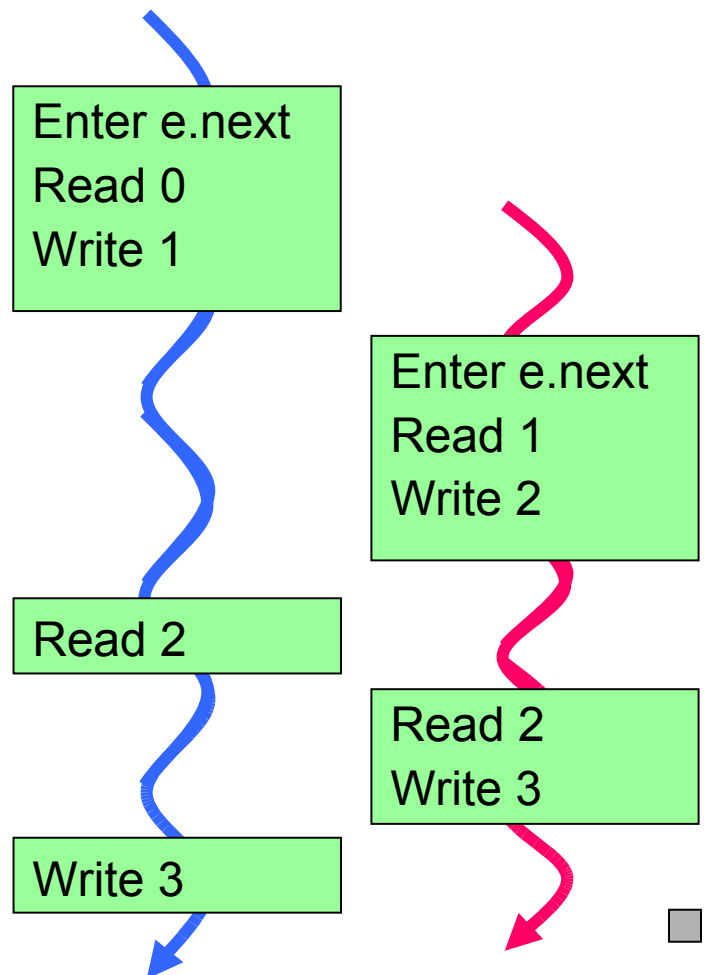 Enter e.next
Read 0
Write 1
Read 2
Write 3
Enter e.next
Read 1
Write 2
Read 2
Write 3